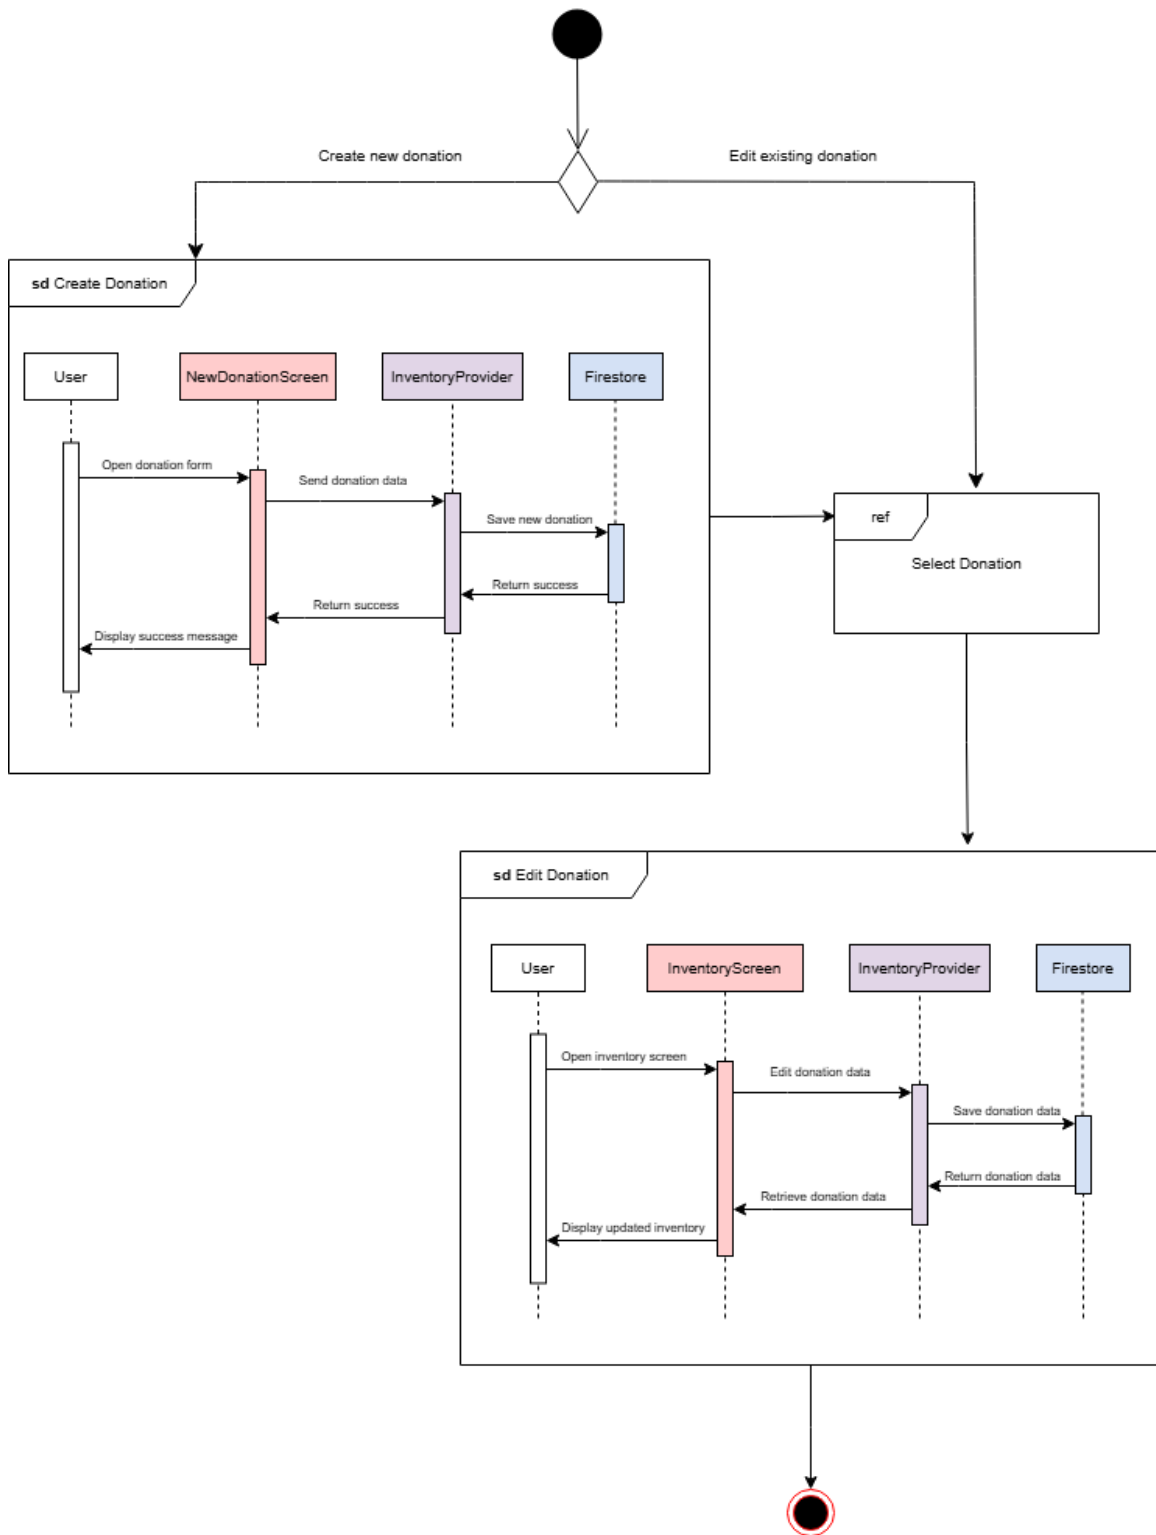 Create new donation
Edit existing donation
sd Create Donation
User
NewDonationScreen
InventoryProvider
Firestore
Open donation form
Send donation data
Save new donation
Return success
Return success
Display success message
ref
Select Donation
sd Edit Donation
User
InventoryScreen
InventoryProvider
Firestore
Open inventory screen
Edit donation data
Save donation data
Return donation data
Retrieve donation data
Display updated inventory